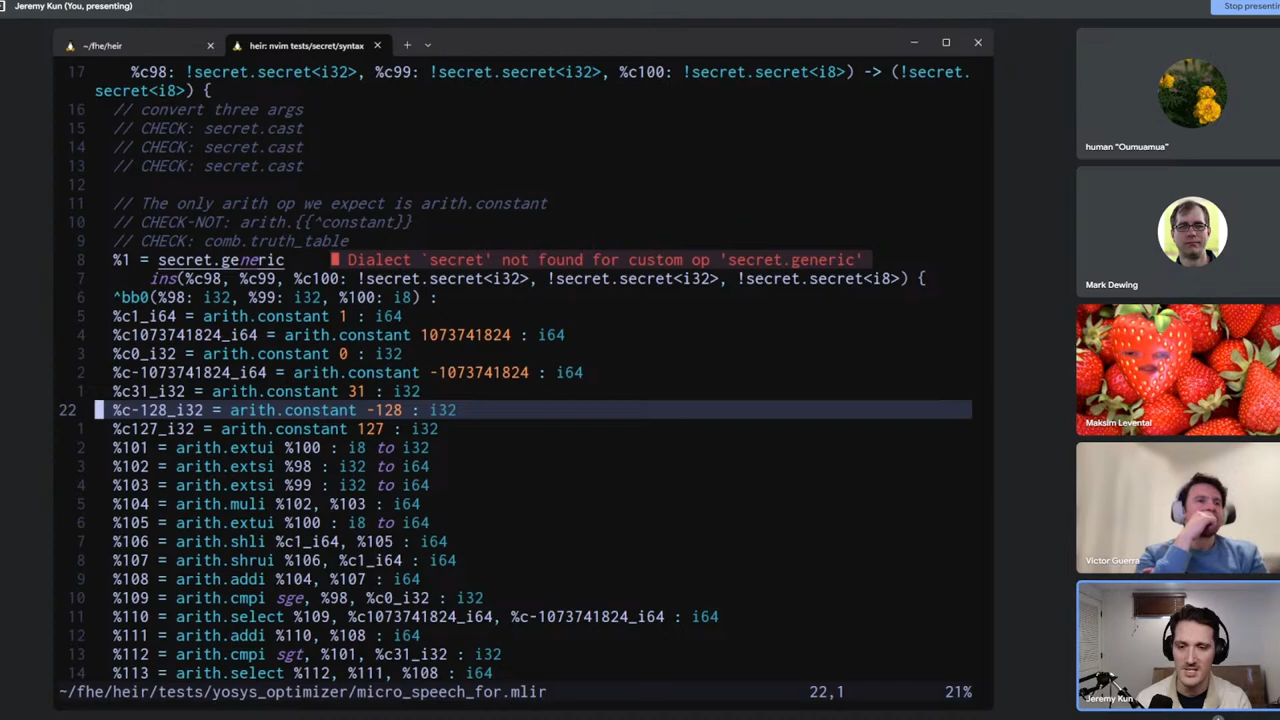 Jeremy Kun (You, presenting)
Stop presenting
~/fhe/heir
heir: nvim tests/secret/syntax
17 %c98: !secret.secret<i32>, %c99: !secret.secret<i32>, %c100: !secret.secret<i8>) -> (!secret.
secret<i8>) {
16 // convert three args
15 // CHECK: secret.cast
14 // CHECK: secret.cast
13 // CHECK: secret.cast
12
11 // The only arith op we expect is arith.constant
10 // CHECK-NOT: arith.{{^constant}}
9 // CHECK: comb.truth_table
8 %1 = secret.generic Dialect `secret' not found for custom op 'secret.generic'
7 ins(%c98, %c99, %c100: !secret.secret<i32>, !secret.secret<i32>, !secret.secret<i8>) {
6 ^bb0(%98: i32, %99: i32, %100: i8) :
5 %c1_i64 = arith.constant 1 : i64
4 %c1073741824_i64 = arith.constant 1073741824 : i64
3 %c0_i32 = arith.constant 0 : i32
2 %c-1073741824_i64 = arith.constant -1073741824 : i64
1 %c31_i32 = arith.constant 31 : i32
22 %c-128_i32 = arith.constant -128 : i32
1 %c127_i32 = arith.constant 127 : i32
2 %101 = arith.extui %100 : i8 to i32
3 %102 = arith.extsi %98 : i32 to i64
4 %103 = arith.extsi %99 : i32 to i64
5 %104 = arith.muli %102, %103 : i64
6 %105 = arith.extui %100 : i8 to i64
7 %106 = arith.shli %c1_i64, %105 : i64
8 %107 = arith.shrui %106, %c1_i64 : i64
9 %108 = arith.addi %104, %107 : i64
10 %109 = arith.cmpi sge, %98, %c0_i32 : i32
11 %110 = arith.select %109, %c1073741824_i64, %c-1073741824_i64 : i64
12 %111 = arith.addi %110, %108 : i64
13 %112 = arith.cmpi sgt, %101, %c31_i32 : i32
14 %113 = arith.select %112, %111, %108 : i64
~/fhe/heir/tests/yosys_optimizer/micro_speech_for.mlir 22,1 21%
human "Oumuamua"
Mark Dewing
Maksim Levental
Victor Guerra
Jeremy Kun